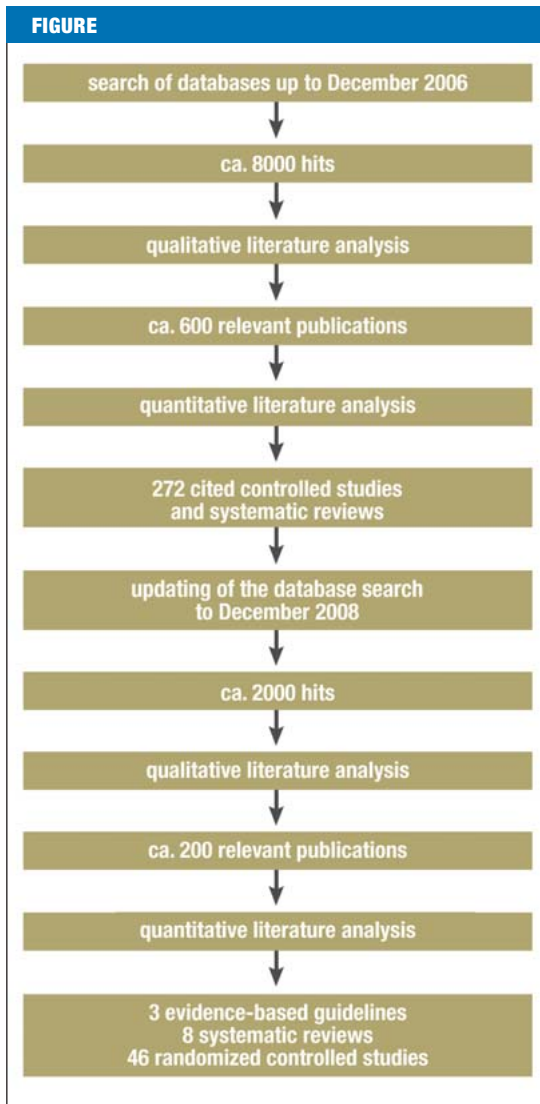 FIGURE
search of databases up to December 2006
ca. 8000 hits
qualitative literature analysis
ca. 600 relevant publications
quantitative literature analysis
272 cited controlled studies
and systematic reviews
updating of the database search
to December 2008
ca. 2000 hits
qualitative literature analysis
ca. 200 relevant publications
quantitative literature analysis
3 evidence-based guidelines
8 systematic reviews
46 randomized controlled studies